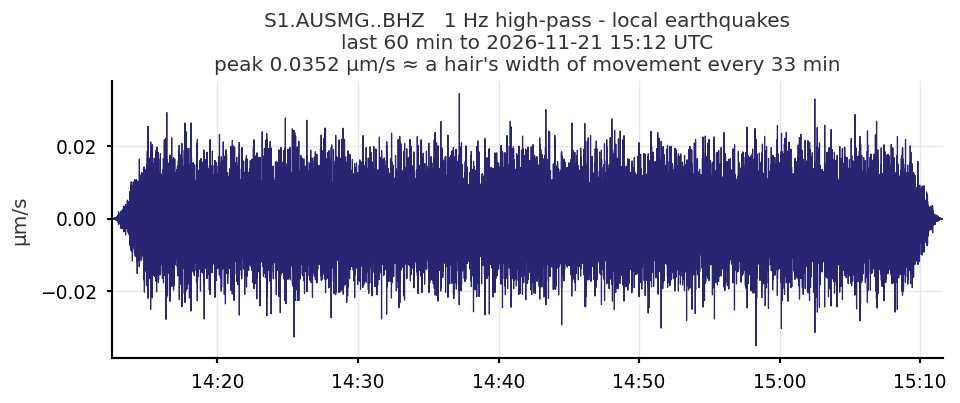 S1.AUSMG..BHZ   1 Hz high-pass - local earthquakes
last 60 min to 2026-11-21 15:12 UTC
peak 0.0352 µm/s ≈ a hair's width of movement every 33 min
µm/s
0.02
0.00
−0.02
14:20 14:30 14:40 14:50 15:00 15:10